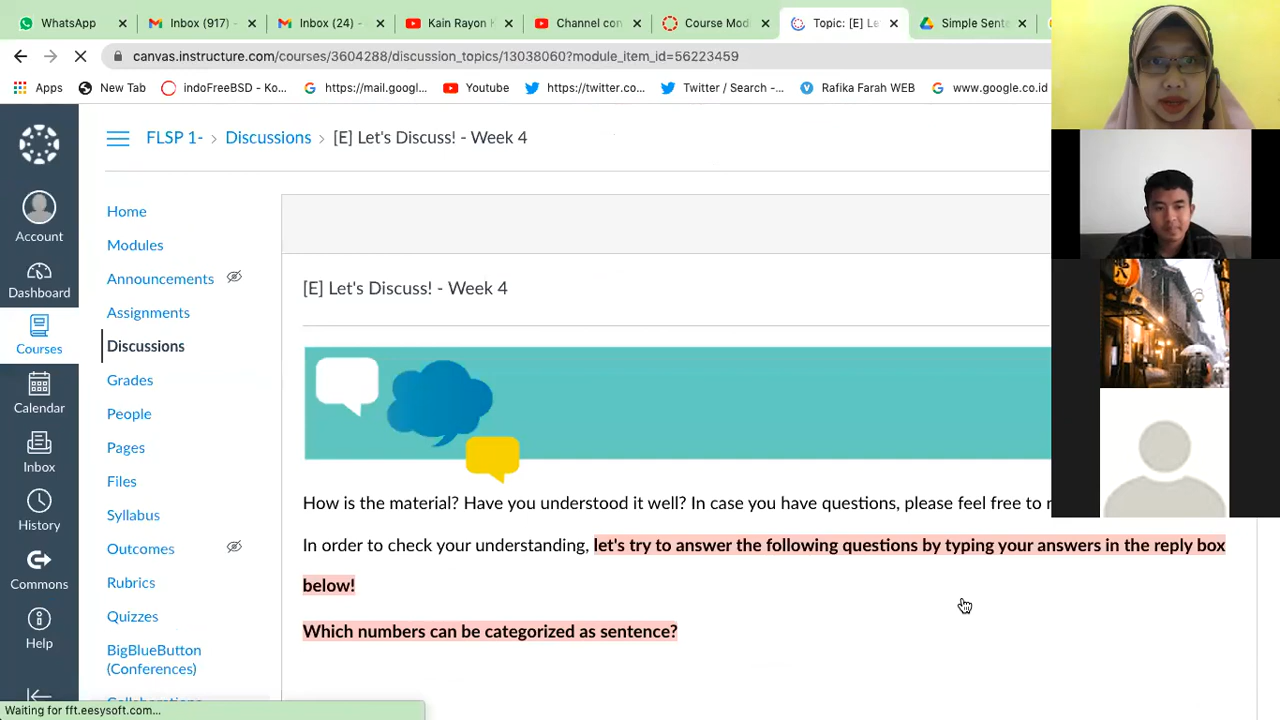 WhatsApp
Inbox (917) -
Inbox (24) -
Kain Rayon
Channel con
Course Mod
Topic: [E] Le
Simple Sent
canvas.instructure.com/courses/3604288/discussion_topics/13038060?module_item_id=56223459
Apps
New Tab
indoFreeBSD - Ko...
https://mail.googl...
Youtube
https://twitter.co...
Twitter / Search -...
Rafika Farah WEB
www.google.co.id
FLSP 1- › Discussions › [E] Let's Discuss! - Week 4
Account
Dashboard
Courses
Calendar
Inbox
History
Commons
Help
Home
Modules
Announcements
Assignments
Discussions
Grades
People
Pages
Files
Syllabus
Outcomes
Rubrics
Quizzes
BigBlueButton
(Conferences)
Collaborations
[E] Let's Discuss! - Week 4
How is the material? Have you understood it well? In case you have questions, please feel free to
In order to check your understanding, let's try to answer the following questions by typing your answers in the reply box
below!
Which numbers can be categorized as sentence?
Waiting for fft.eesysoft.com...